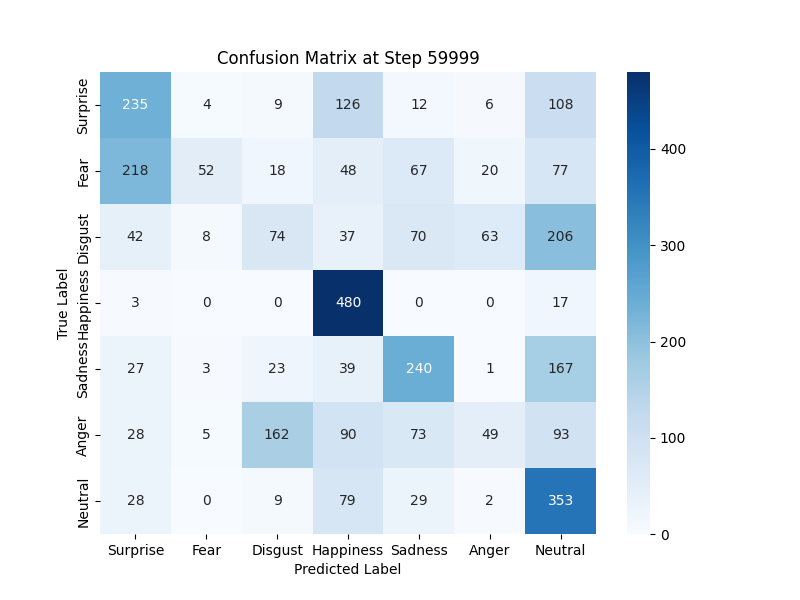 Confusion Matrix at Step 59999
True Label
Surprise 235 4 9 126 12 6 108
Fear 218 52 18 48 67 20 77
Disgust 42 8 74 37 70 63 206
Happiness 3 0 0 480 0 0 17
Sadness 27 3 23 39 240 1 167
Anger 28 5 162 90 73 49 93
Neutral 28 0 9 79 29 2 353
Surprise Fear Disgust Happiness Sadness Anger Neutral
Predicted Label
400
300
200
100
0